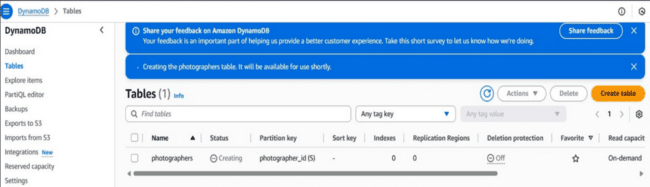 DynamoDB > Tables
DynamoDB
Dashboard
Tables
Explore items
PartiQL editor
Backups
Exports to S3
Imports from S3
Integrations New
Reserved capacity
Settings
Share your feedback on Amazon DynamoDB
Your feedback is an important part of helping us provide a better customer experience. Take this short survey to let us know how we're doing.
Share feedback
Creating the photographers table. It will be available for use shortly.
Tables (1) Info
Actions
Delete
Create table
Find tables
Any tag key
Any tag value
1
Name Status Partition key Sort key Indexes Replication Regions Deletion protection Favorite Read capacit
photographers Creating photographer_id (S) - 0 0 Off On-demand